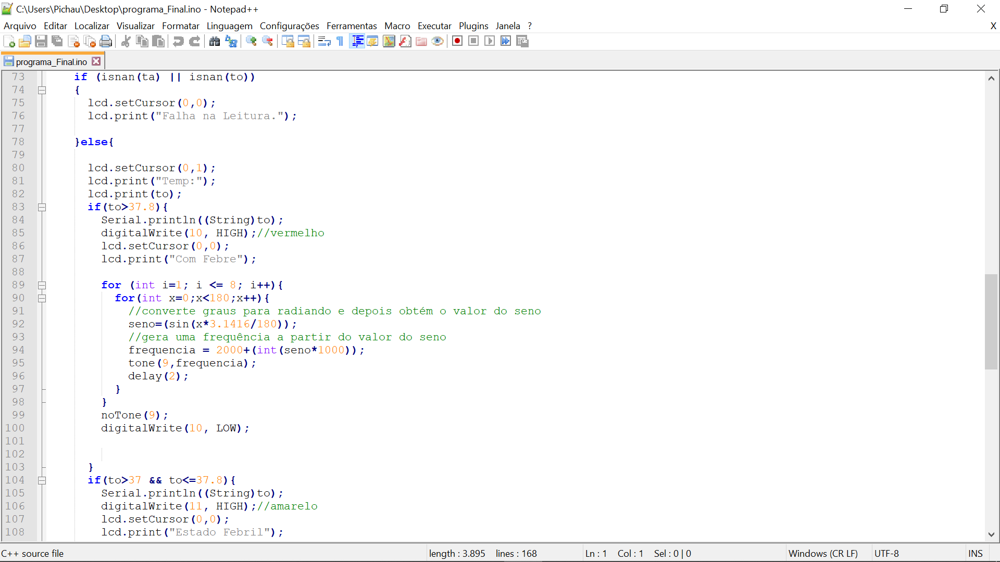 C:\Users\Pichau\Desktop\programa_Final.ino - Notepad++
Arquivo Editar Localizar Visualizar Formatar Linguagem Configurações Ferramentas Macro Executar Plugins Janela ? X
programa_Final.ino
73 if (isnan(ta) || isnan(to))
74 {
75 lcd.setCursor(0,0);
76 lcd.print("Falha na Leitura.");
77
78 }else{
79
80 lcd.setCursor(0,1);
81 lcd.print("Temp:");
82 lcd.print(to);
83 if(to>37.8){
84 Serial.println((String)to);
85 digitalWrite(10, HIGH);//vermelho
86 lcd.setCursor(0,0);
87 lcd.print("Com Febre");
88
89 for (int i=1; i <= 8; i++){
90 for(int x=0;x<180;x++){
91 //converte graus para radiando e depois obtém o valor do seno
92 seno=(sin(x*3.1416/180));
93 //gera uma frequência a partir do valor do seno
94 frequencia = 2000+(int(seno*1000));
95 tone(9,frequencia);
96 delay(2);
97 }
98 }
99 noTone(9);
100 digitalWrite(10, LOW);
101
102
103 }
104 if(to>37 && to<=37.8){
105 Serial.println((String)to);
106 digitalWrite(11, HIGH);//amarelo
107 lcd.setCursor(0,0);
108 lcd.print("Estado Febril");
C++ source file length : 3.895 lines : 168 Ln : 1 Col : 1 Sel : 0 | 0 Windows (CR LF) UTF-8 INS